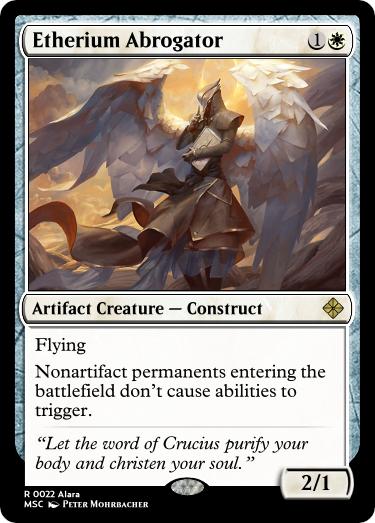 Etherium Abrogator 1
Artifact Creature — Construct
Flying
Nonartifact permanents entering the
battlefield don't cause abilities to
trigger.
“Let the word of Crucius purify your
body and christen your soul.”
2/1
R 0022 Alara
MSC Peter Mohrbacher